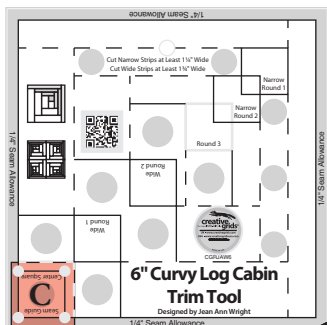 1/4" Seam Allowance
Cut Narrow Strips at Least 1¼" Wide
Cut Wide Strips at Least 1¾" Wide
Narrow
Round 1
Narrow
Round 2
Round 3
1/4" Seam Allowance
1/4" Seam Allowance
Wide
Round 2
Wide
Round 1
creative
grids
CGRJAW6
6" Curvy Log Cabin
Trim Tool
Designed by Jean Ann Wright
Center Square
C
Seam Guide
1/4" Seam Allowance